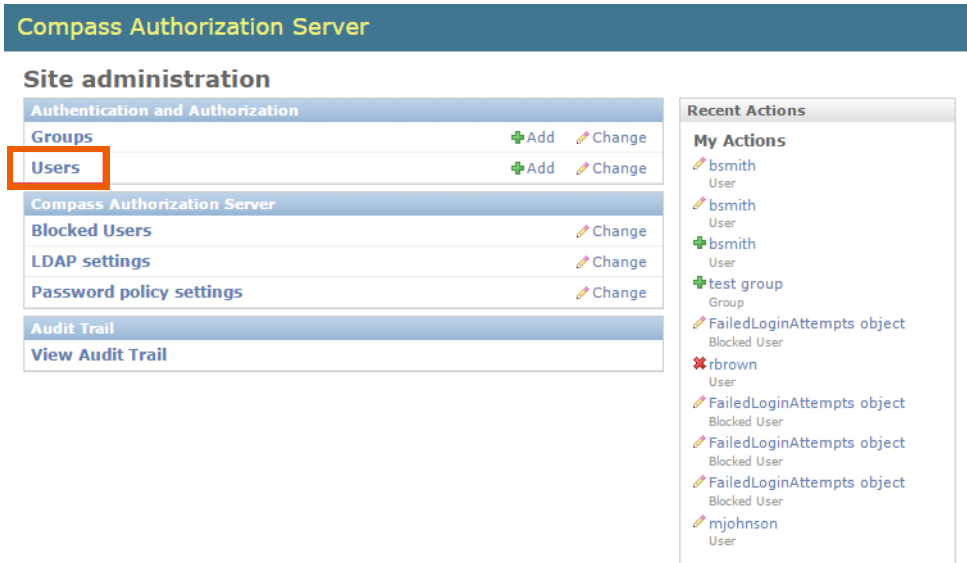 Compass Authorization Server
Site administration
Authentication and Authorization
Groups Add Change
Users Add Change
Compass Authorization Server
Blocked Users Change
LDAP settings Change
Password policy settings Change
Audit Trail
View Audit Trail
Recent Actions
My Actions
bsmith
User
bsmith
User
bsmith
User
test group
Group
FailedLoginAttempts object
Blocked User
rbrown
User
FailedLoginAttempts object
Blocked User
FailedLoginAttempts object
Blocked User
FailedLoginAttempts object
Blocked User
mjohnson
User